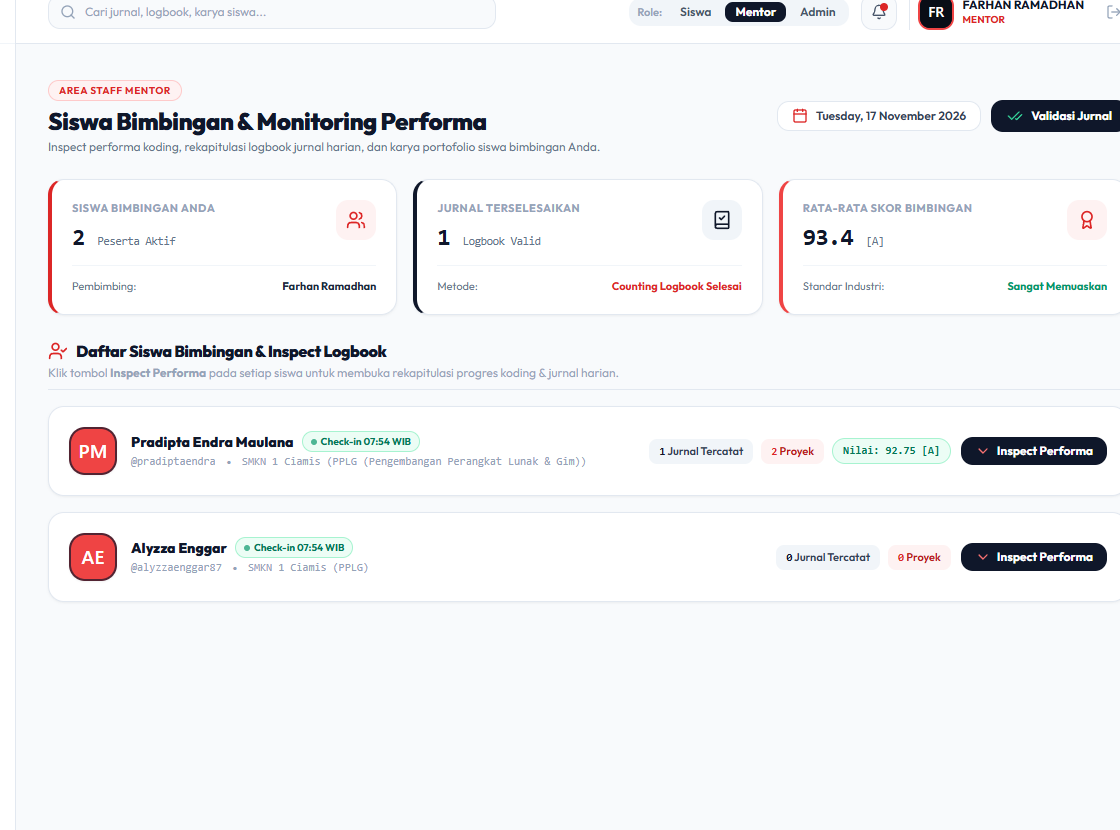 Cari jurnal, logbook, karya siswa...
Role: Siswa Mentor Admin
FR
FARHAN RAMADHAN
MENTOR
AREA STAFF MENTOR
Siswa Bimbingan & Monitoring Performa
Inspect performa koding, rekapitulasi logbook jurnal harian, dan karya portofolio siswa bimbingan Anda.
Tuesday, 17 November 2026
Validasi Jurnal
SISWA BIMBINGAN ANDA
2 Peserta Aktif
Pembimbing: Farhan Ramadhan
JURNAL TERSELESAIKAN
1 Logbook Valid
Metode: Counting Logbook Selesai
RATA-RATA SKOR BIMBINGAN
93.4 [A]
Standar Industri: Sangat Memuaskan
Daftar Siswa Bimbingan & Inspect Logbook
Klik tombol Inspect Performa pada setiap siswa untuk membuka rekapitulasi progres koding & jurnal harian.
PM
Pradipta Endra Maulana Check-in 07:54 WIB
@pradiptaendra • SMKN 1 Ciamis (PPLG (Pengembangan Perangkat Lunak & Gim))
1 Jurnal Tercatat 2 Proyek Nilai: 92.75 [A] Inspect Performa
AE
Alyzza Enggar Check-in 07:54 WIB
@alyzzaenggar87 • SMKN 1 Ciamis (PPLG)
0 Jurnal Tercatat 0 Proyek Inspect Performa